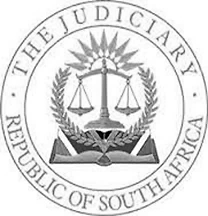 · THE JUDICIARY ·
REPUBLIC OF SOUTH AFRICA